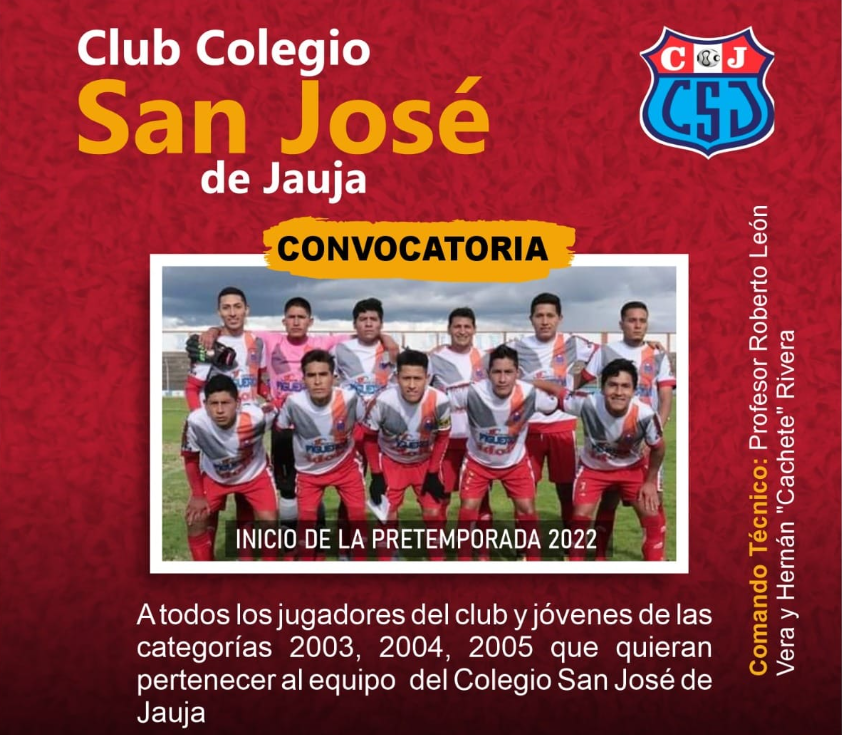 Club Colegio
San José
de Jauja
C J
CSJ
CONVOCATORIA
INICIO DE LA PRETEMPORADA 2022
A todos los jugadores del club y jóvenes de las
categorías 2003, 2004, 2005 que quieran
pertenecer al equipo del Colegio San José de
Jauja
Comando Técnico: Profesor Roberto León
Vera y Hernán "Cachete" Rivera